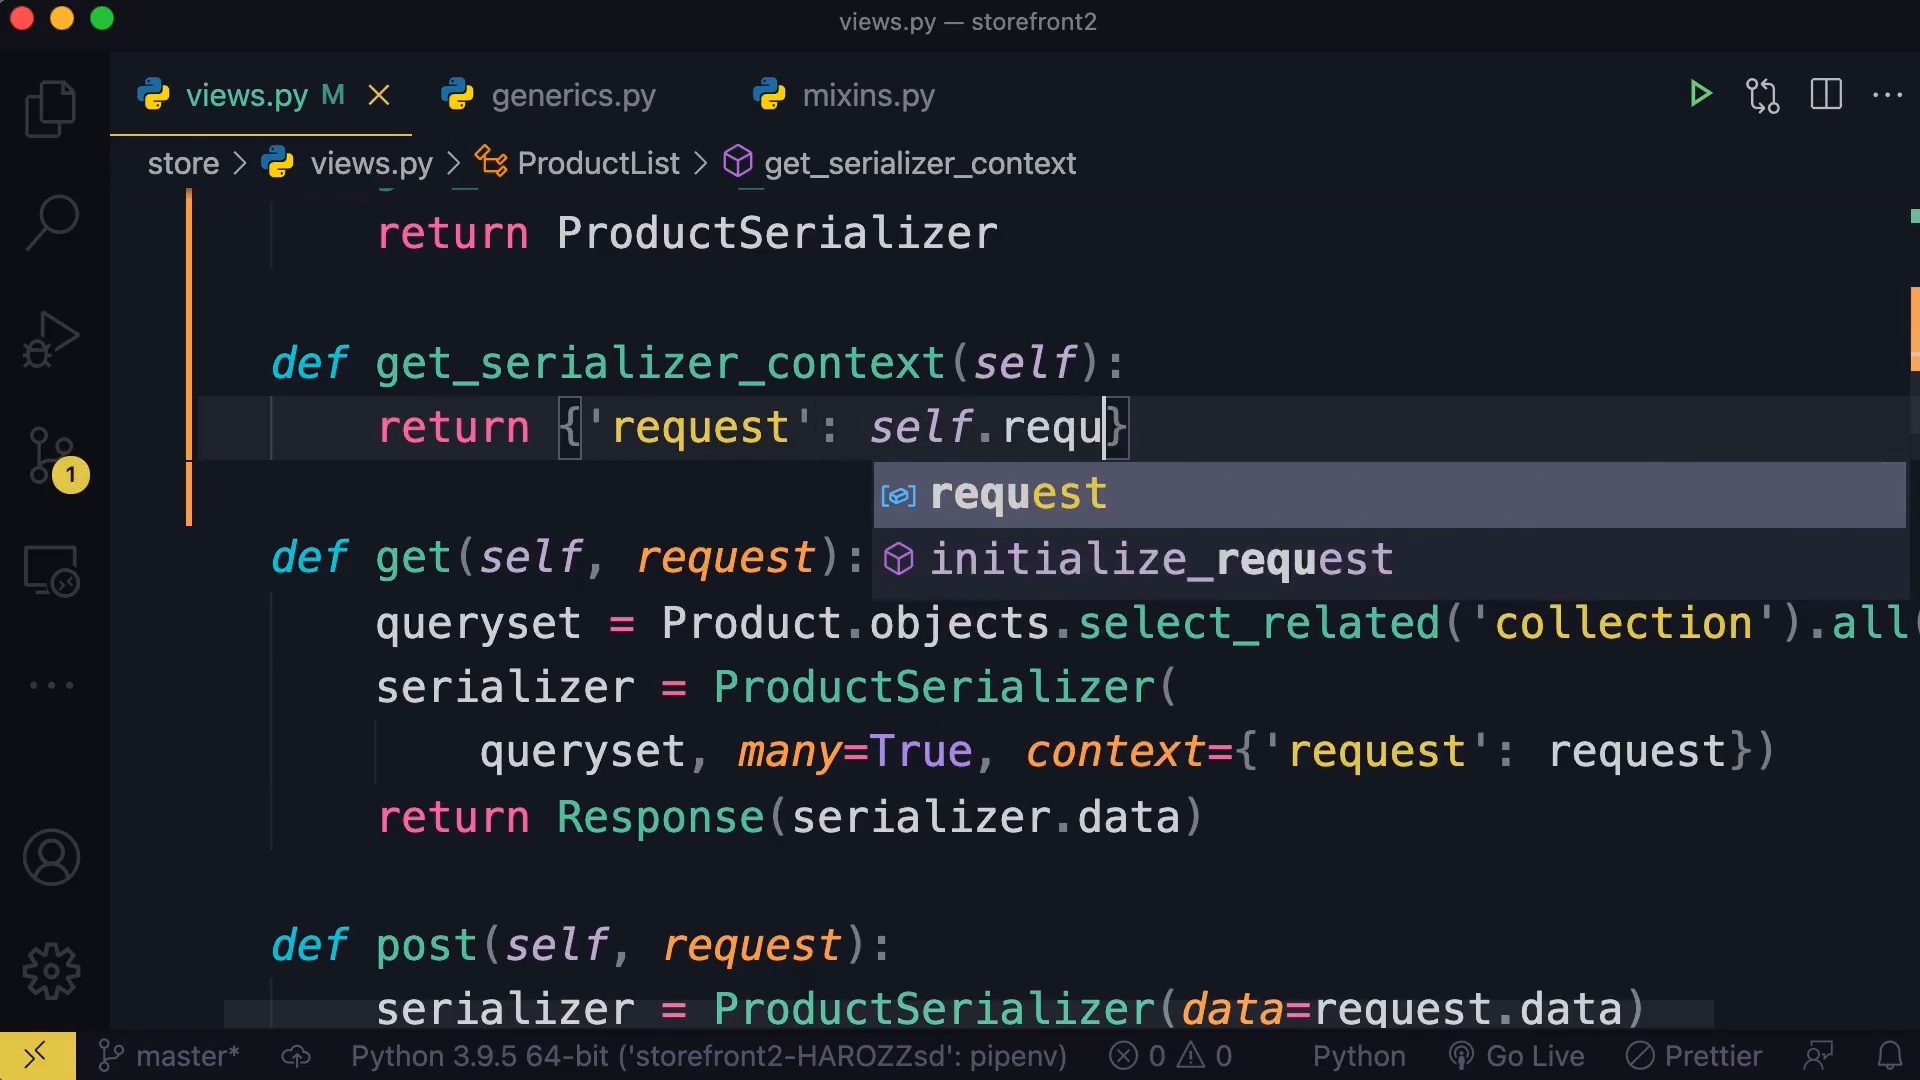 views.py — storefront2
views.py M
generics.py
mixins.py
store > views.py > ProductList > get_serializer_context
return ProductSerializer
def get_serializer_context(self):
return {'request': self.requ}
request
initialize_request
def get(self, request):
queryset = Product.objects.select_related('collection').all(
serializer = ProductSerializer(
queryset, many=True, context={'request': request})
return Response(serializer.data)
def post(self, request):
serializer = ProductSerializer(data=request.data)
1
master*
Python 3.9.5 64-bit ('storefront2-HAROZZsd': pipenv)
0
0
Python
Go Live
Prettier